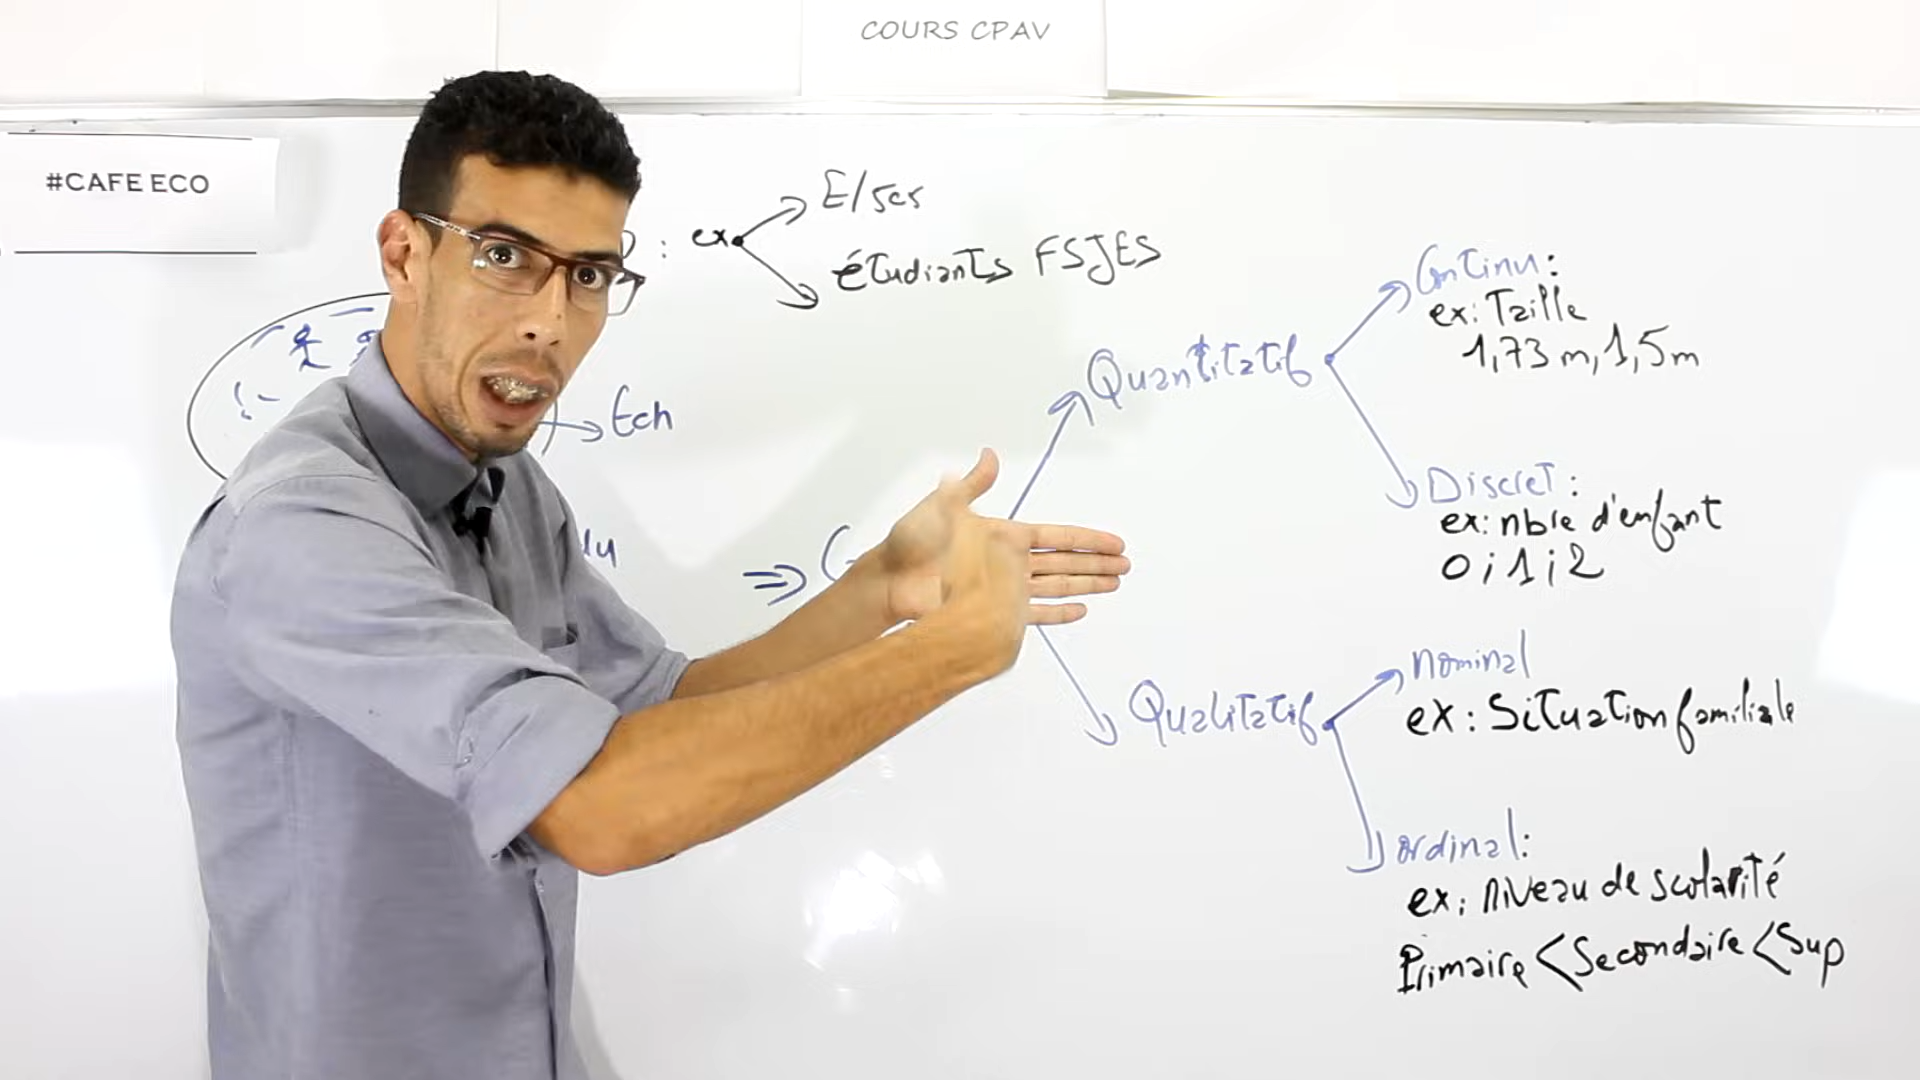 COURS CPAV
#CAFE ECO
: ex
E/ses
étudiants FSJES
Ech
⇒
Quantitatif
Continu:
ex: Taille
1,73 m, 1,5 m
Discret:
ex: nbre d'enfant
0 ; 1 ; 2
Qualitatif
nominal
ex: Situation familiale
ordinal:
ex: niveau de scolarité
Primaire < Secondaire < Sup